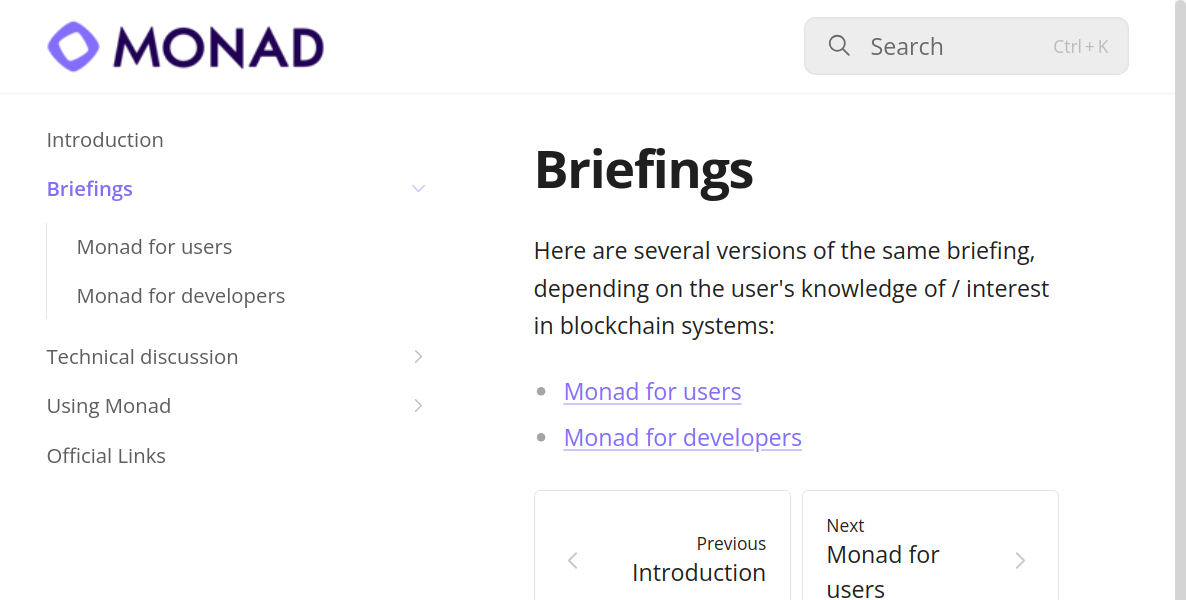 MONAD
Search
Ctrl + K
Introduction
Briefings
Monad for users
Monad for developers
Technical discussion
Using Monad
Official Links
Briefings
Here are several versions of the same briefing,
depending on the user's knowledge of / interest
in blockchain systems:
Monad for users
Monad for developers
Previous
Introduction
Next
Monad for
users